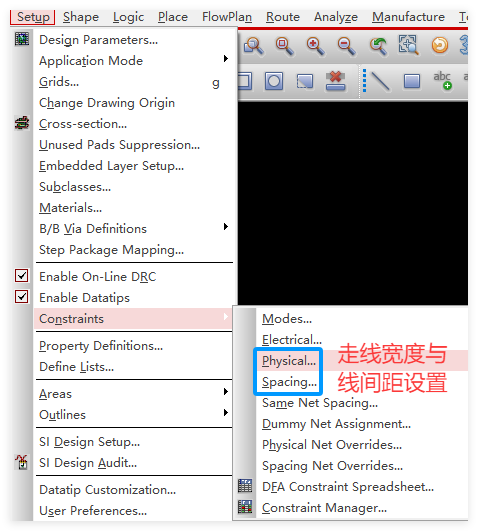 Setup Shape Logic Place FlowPlan Route Analyze Manufacture
Design Parameters...
Application Mode
Grids... g
Change Drawing Origin
Cross-section...
Unused Pads Suppression...
Embedded Layer Setup...
Subclasses...
Materials...
B/B Via Definitions
Step Package Mapping...
Enable On-Line DRC
Enable Datatips
Constraints
Property Definitions...
Define Lists...
Areas
Outlines
SI Design Setup...
SI Design Audit...
Datatip Customization...
User Preferences...
abc
Modes...
Electrical...
Physical...
Spacing...
Same Net Spacing...
Dummy Net Assignment...
Physical Net Overrides...
Spacing Net Overrides...
DFA Constraint Spreadsheet...
Constraint Manager...
走线宽度与
线间距设置